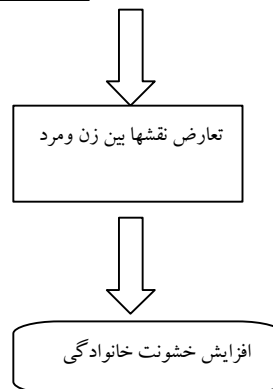 تعارض نقشها بین زن ومرد
افزایش خشونت خانوادگی